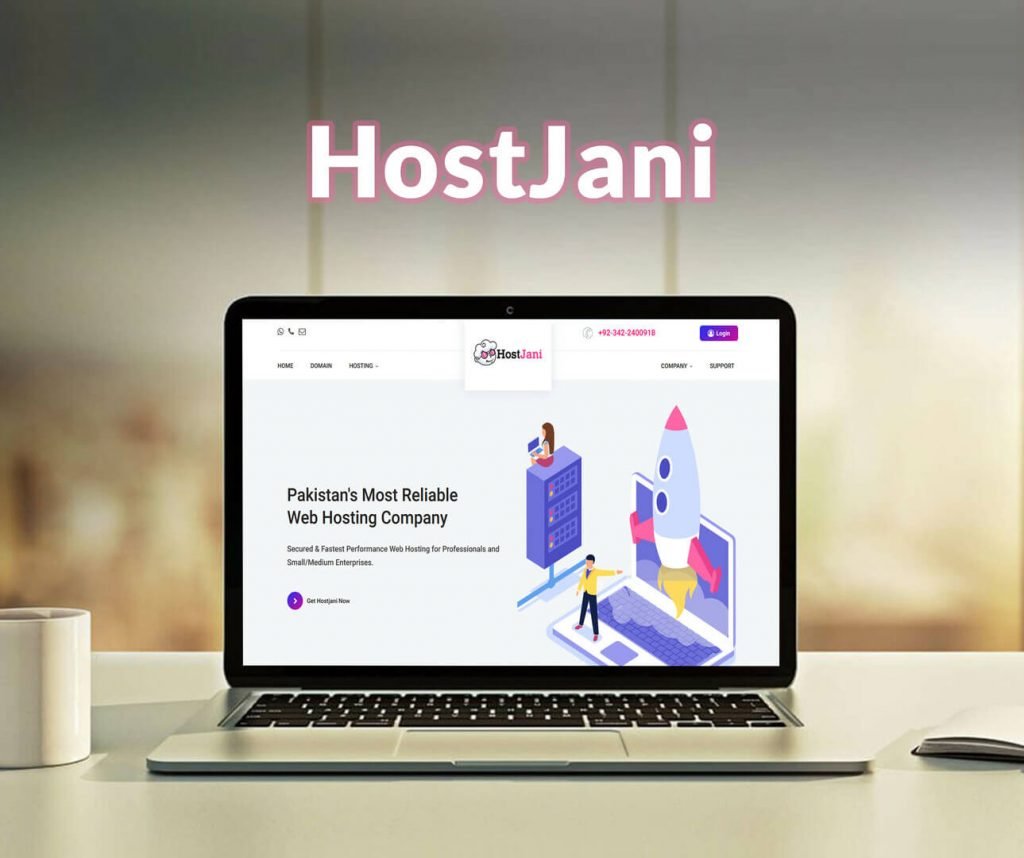 HostJani
+92-342-2400918
Login
HostJani
HOME
DOMAIN
HOSTING
COMPANY
SUPPORT
Pakistan's Most Reliable
Web Hosting Company
Secured & Fastest Performance Web Hosting for Professionals and
Small/Medium Enterprises.
Get Hostjani Now